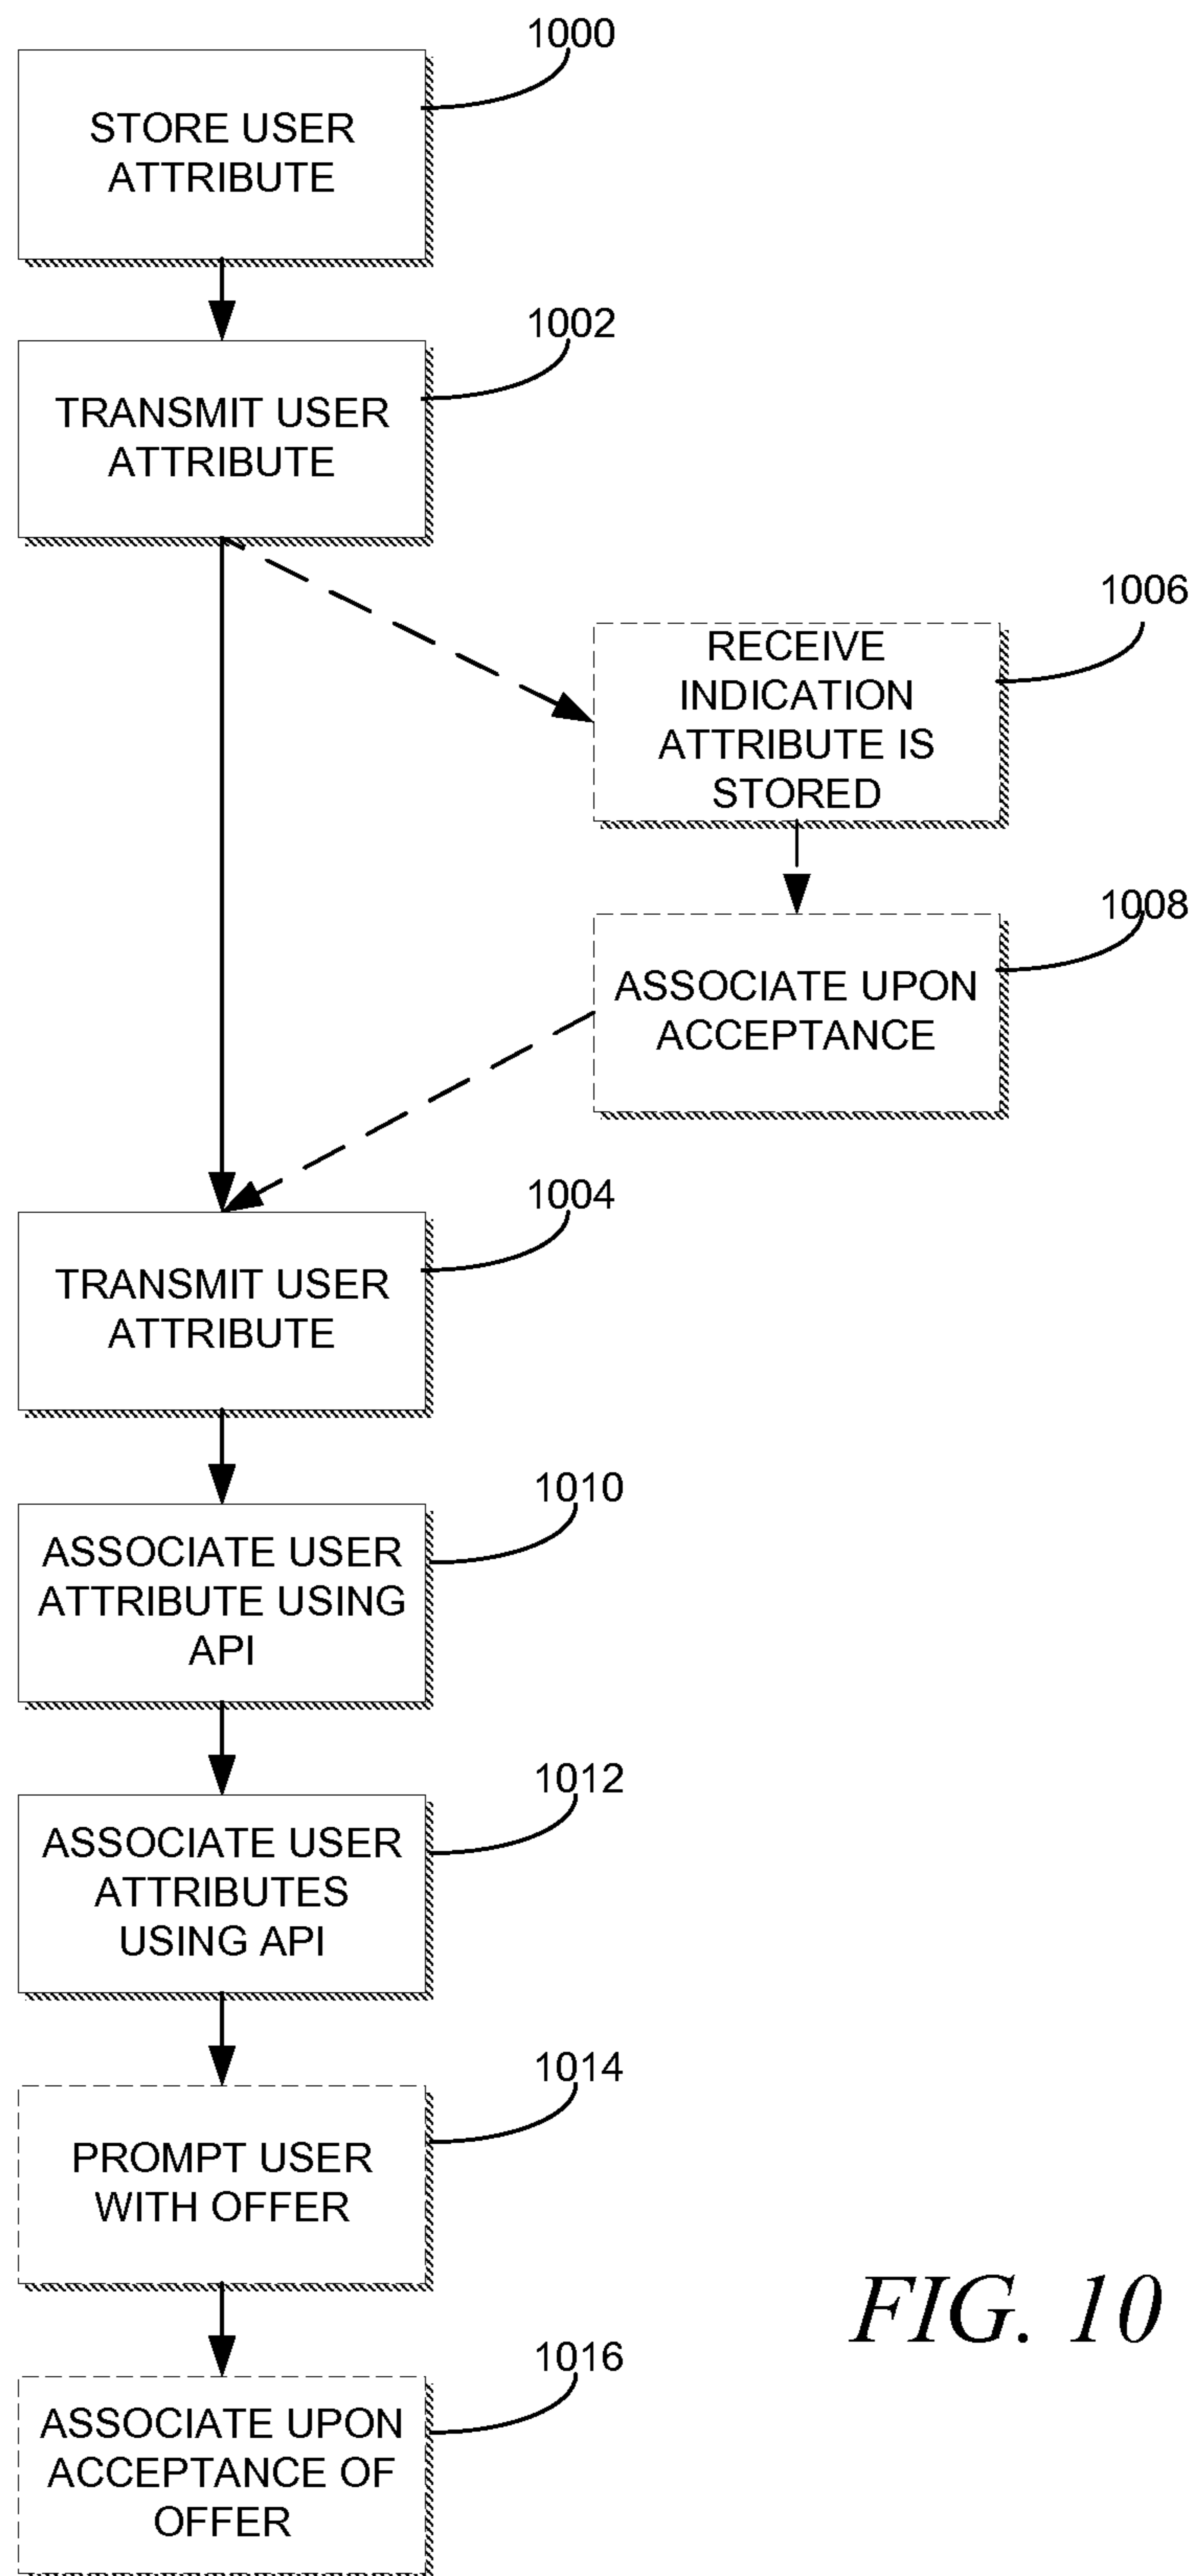 1000
STORE USER
ATTRIBUTE
1002
TRANSMIT USER
ATTRIBUTE
1006
RECEIVE
INDICATION
ATTRIBUTE IS
STORED
1008
ASSOCIATE UPON
ACCEPTANCE
1004
TRANSMIT USER
ATTRIBUTE
1010
ASSOCIATE USER
ATTRIBUTE USING
API
1012
ASSOCIATE USER
ATTRIBUTES
USING API
1014
PROMPT USER
WITH OFFER
1016
ASSOCIATE UPON
ACCEPTANCE OF
OFFER
FIG. 10